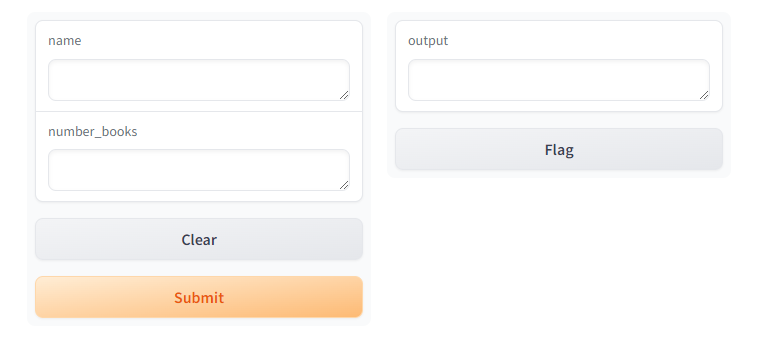 name
number_books
Clear
Submit
output
Flag